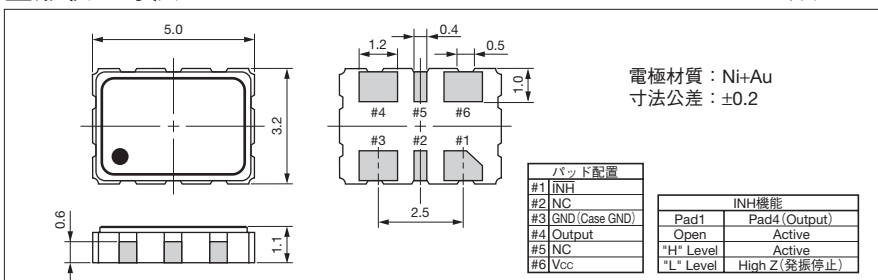 5.0
3.2
0.6
1.1
1.2
0.4
0.5
1.0
#4 #5 #6
#3 #2 #1
2.5
電極材質：Ni+Au
寸法公差：±0.2
パッド配置
#1 INH
#2 NC
#3 GND(Case GND)
#4 Output
#5 NC
#6 Vcc
INH機能
Pad1 Pad4(Output)
Open Active
"H" Level Active
"L" Level High Z(発振停止)